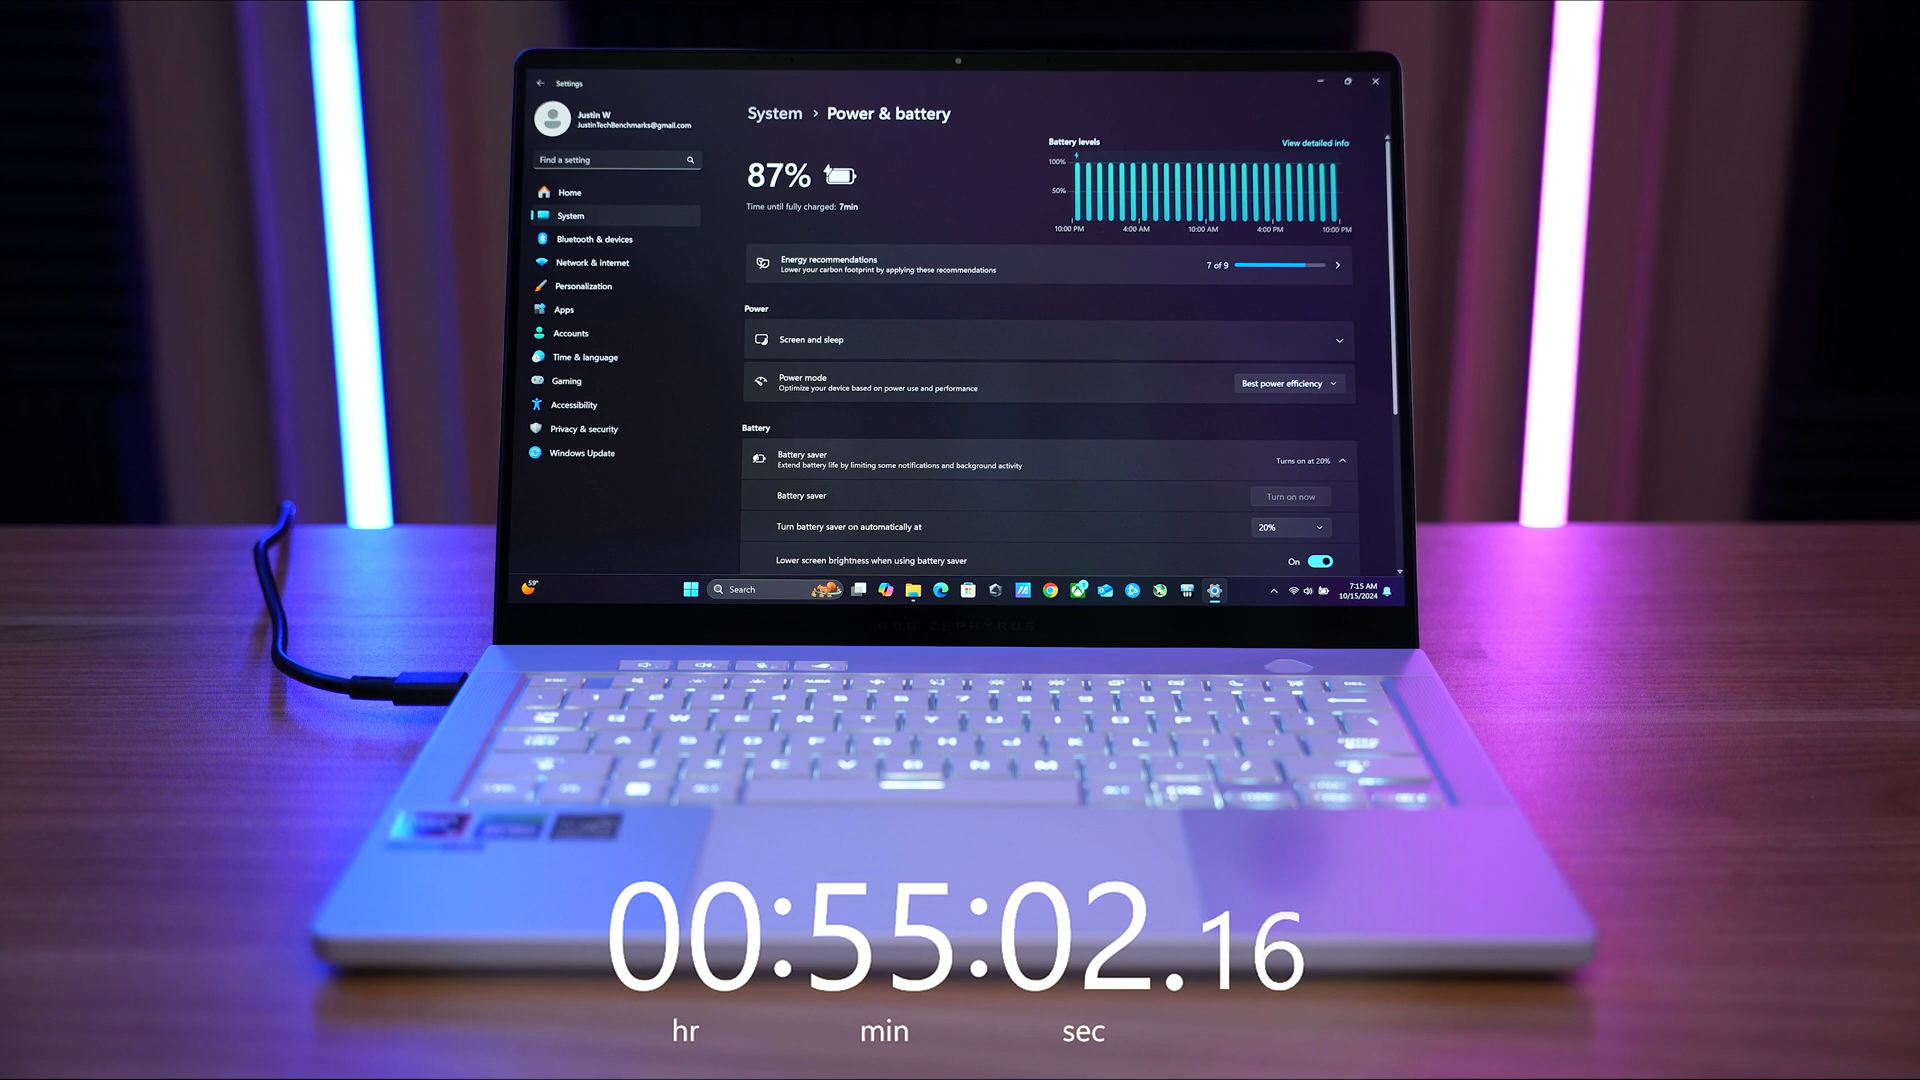 Settings
Justin W
JustinTechBenchmarks@gmail.com
Find a setting
Home
System
Bluetooth & devices
Network & internet
Personalization
Apps
Accounts
Time & language
Gaming
Accessibility
Privacy & security
Windows Update
System › Power & battery
87%
Time until fully charged: 7min
Battery levels
View detailed info
100%
50%
10:00 PM 4:00 AM 10:00 AM 4:00 PM 10:00 PM
Energy recommendations
Lower your carbon footprint by applying these recommendations
7 of 9
Power
Screen and sleep
Power mode
Optimize your device based on power use and performance
Best power efficiency
Battery
Battery saver
Extend battery life by limiting some notifications and background activity
Turns on at 20%
Battery saver
Turn on now
Turn battery saver on automatically at
20%
Lower screen brightness when using battery saver
On
59°
Search
1
7:15 AM
10/15/2024
ROG ZEPHYRUS
00:55:02.16
hr min sec